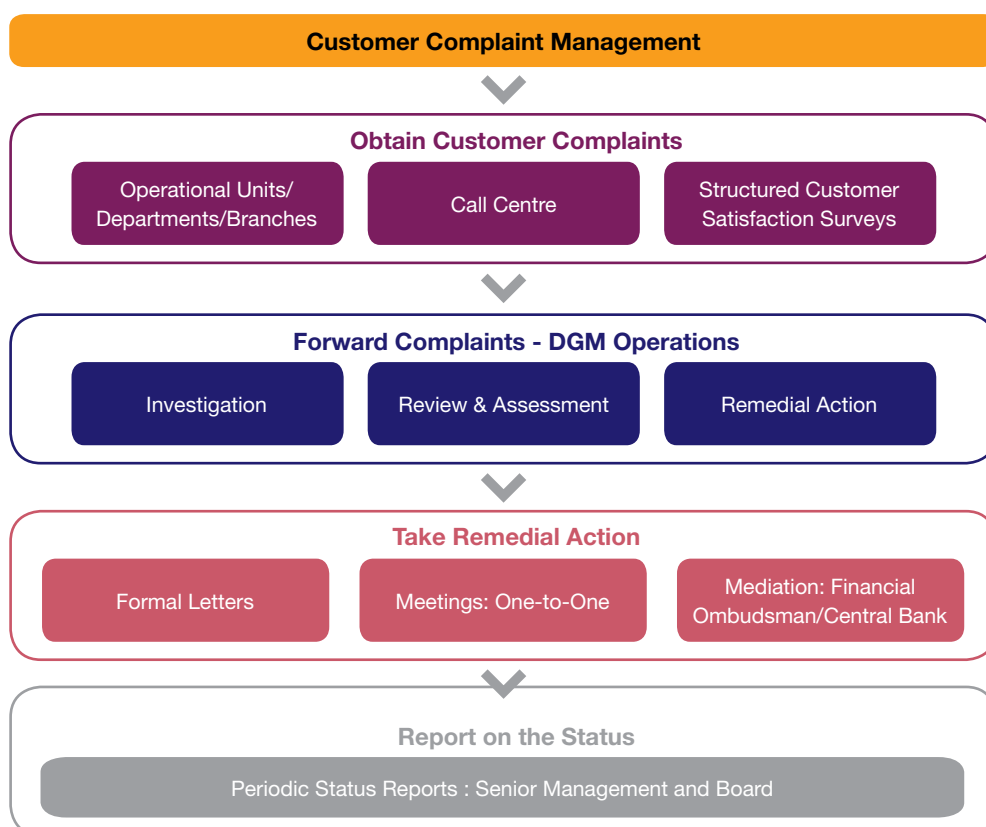 Customer Complaint Management
Obtain Customer Complaints
Operational Units/
Departments/Branches
Call Centre
Structured Customer
Satisfaction Surveys
Forward Complaints - DGM Operations
Investigation
Review & Assessment
Remedial Action
Take Remedial Action
Formal Letters
Meetings: One-to-One
Mediation: Financial
Ombudsman/Central Bank
Report on the Status
Periodic Status Reports : Senior Management and Board